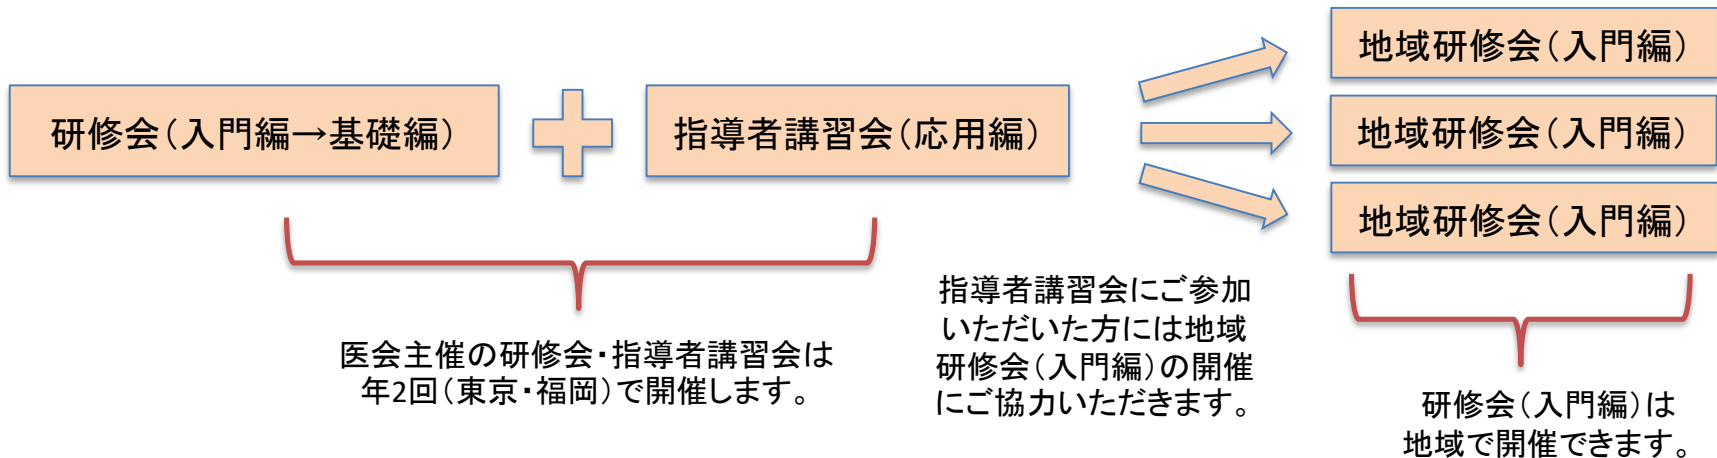 研修会（入門編→基礎編）
指導者講習会（応用編）
地域研修会（入門編）
地域研修会（入門編）
地域研修会（入門編）
医会主催の研修会・指導者講習会は
年2回（東京・福岡）で開催します。
指導者講習会にご参加
いただいた方には地域
研修会（入門編）の開催
にご協力いただきます。
研修会（入門編）は
地域で開催できます。